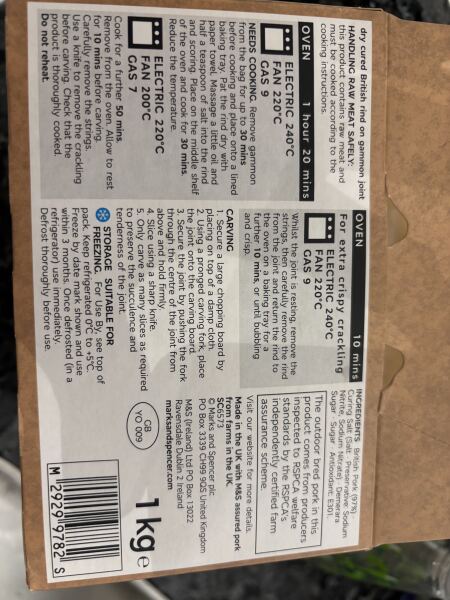 dry cured British rind on gammon joint
HANDLING RAW MEAT SAFELY:
this product contains raw meat and
must be cooked according to the
cooking instructions.
OVEN 1 hour 20 mins
ELECTRIC 240°C
FAN 220°C
GAS 9
NEEDS COOKING Remove gammon
from the bag for up to 30 mins
before cooking and place onto a lined
baking tray. Pat the rind dry with
paper towel. Massage a little oil and
half a teaspoon of salt into the rind
and scoring. Place on the middle shelf
of the oven and cook for 30 mins.
Reduce the temperature.
ELECTRIC 220°C
FAN 200°C
GAS 7
Cook for a further 50 mins
Remove from the oven. Allow to rest
for 10 mins before carving.
Carefully remove the strings.
Use a knife to remove the crackling
before carving. Check that the
product is thoroughly cooked.
Do not reheat.
OVEN 10 mins
For extra crispy crackling
ELECTRIC 240°C
FAN 220°C
GAS 9
Whilst the joint is resting, remove the
strings, then carefully remove the rind
from the joint and return the rind to
the oven on a baking tray for a
further 10 mins, or until bubbling
and crisp.
CARVING
1. Secure a large chopping board by
placing on top of a damp cloth.
2. Using a pronged carving fork, place
the joint onto the carving board.
3. Secure the joint by pushing the fork
through the centre of the joint from
above and hold firmly.
4. Slice using a sharp knife.
5. Only carve as many slices as required
to preserve the succulence and
tenderness of the joint.
STORAGE SUITABLE FOR
FREEZING For Use By see top of
pack. Keep refrigerated 0°C to +5°C.
Freeze by date mark shown and use
within 3 months. Once defrosted (in a
refrigerator) use immediately.
Defrost thoroughly before use.
INGREDIENTS British Pork (97%) ·
Curing Salt (Salt · Preservative: Sodium
Nitrite, Sodium Nitrate) · Demerara
Sugar · Sugar · Antioxidant: E301.
The outdoor bred pork in this
product comes from producers
inspected to RSPCA welfare
standards by the RSPCA's
independently certified farm
assurance scheme.
Visit our website for more details.
Made in the UK with M&S assured pork
from farms in the UK.
SC6573
© Marks and Spencer plc
PO Box 3339 CH99 9QS United Kingdom
M&S (Ireland) Ltd PO Box 13022
Ravensdale Dublin 2 Ireland
marksandspencer.com
GB
YO 009
1 kg e
M 29299782 S